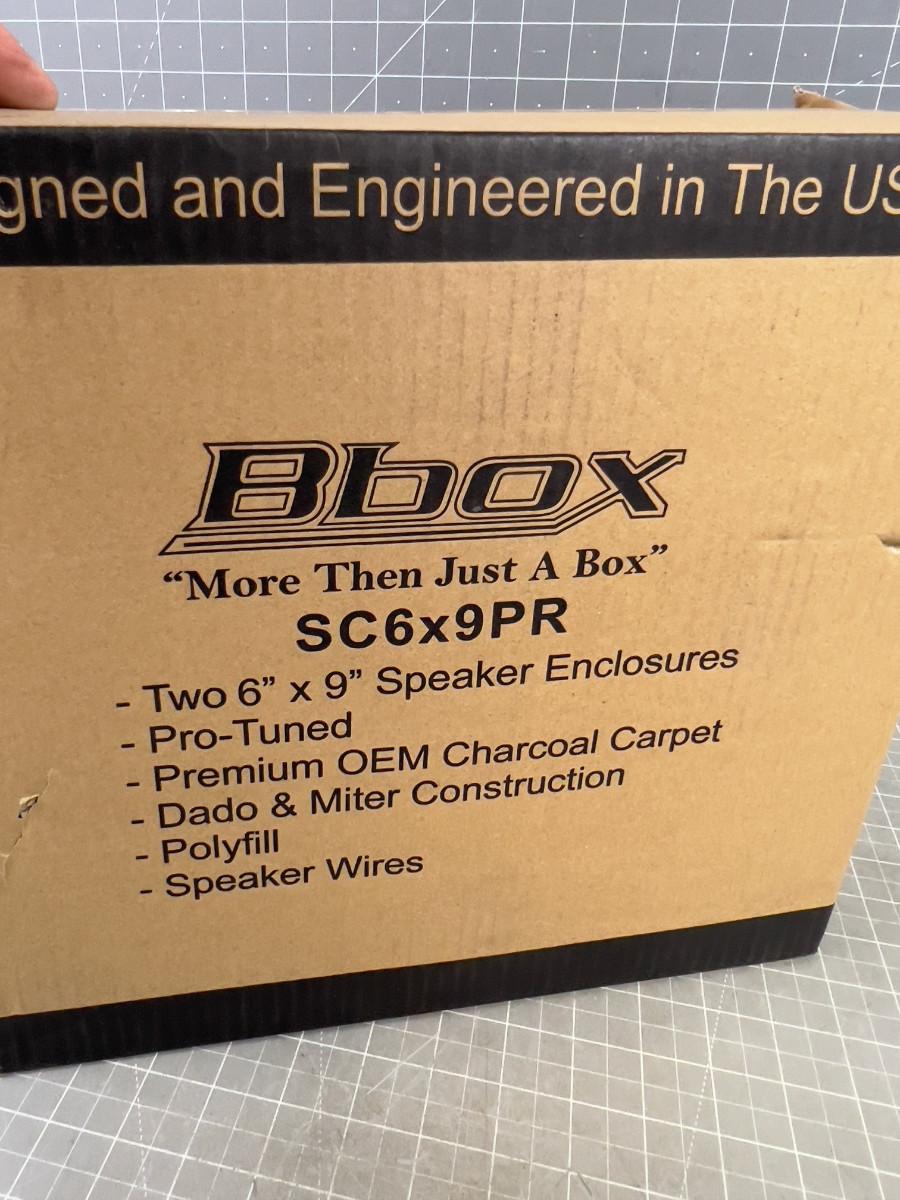 gned and Engineered in The US
Bbox
“More Then Just A Box”
SC6x9PR
- Two 6” x 9” Speaker Enclosures
- Pro-Tuned
- Premium OEM Charcoal Carpet
- Dado & Miter Construction
- Polyfill
- Speaker Wires